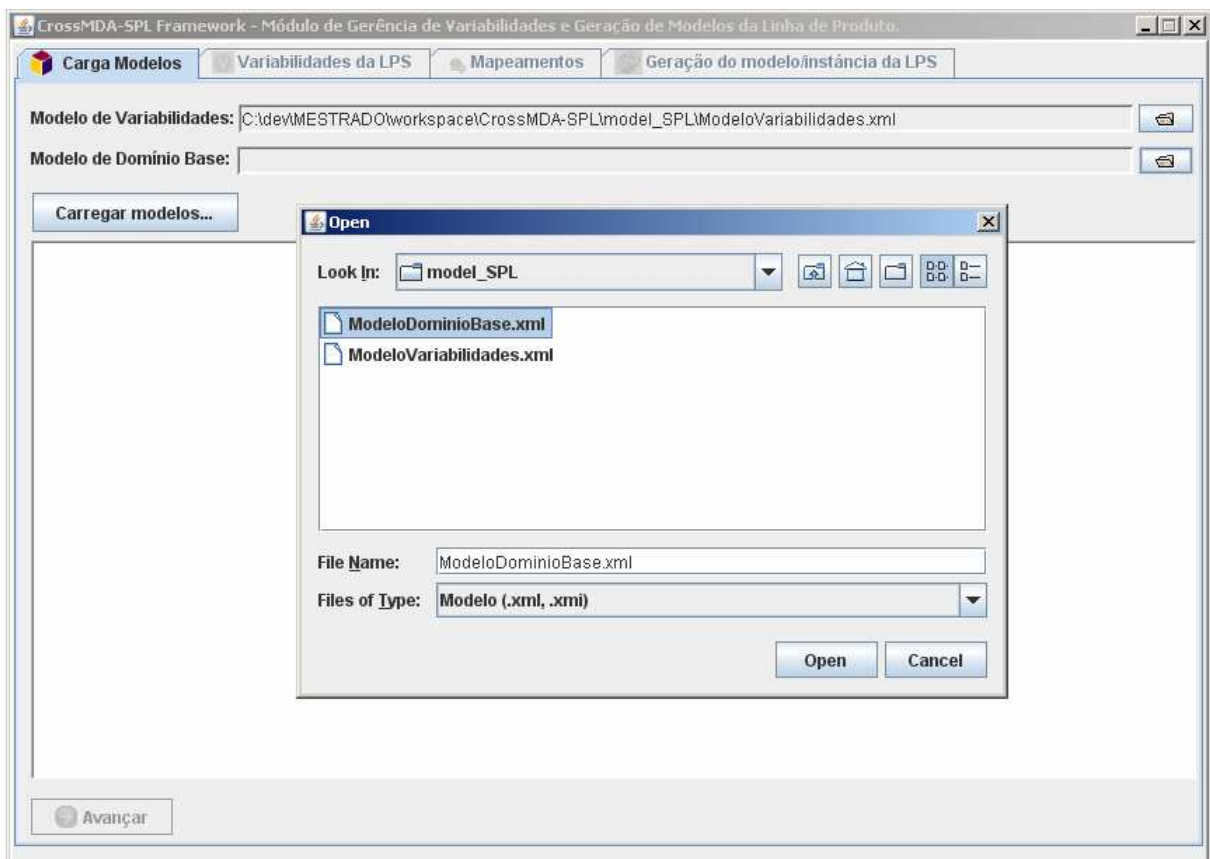 CrossMDA-SPL Framework - Módulo de Gerência de Variabilidades e Geração de Modelos da Linha de Produto.
Carga Modelos Variabilidades da LPS Mapeamentos Geração do modelo/instância da LPS
Modelo de Variabilidades: C:\dev\MESTRADO\workspace\CrossMDA-SPL\model_SPL\ModeloVariabilidades.xml
Modelo de Domínio Base:
Carregar modelos...
Open
Look In: model_SPL
ModeloDominioBase.xml
ModeloVariabilidades.xml
File Name: ModeloDominioBase.xml
Files of Type: Modelo (.xml, .xmi)
Open Cancel
Avançar